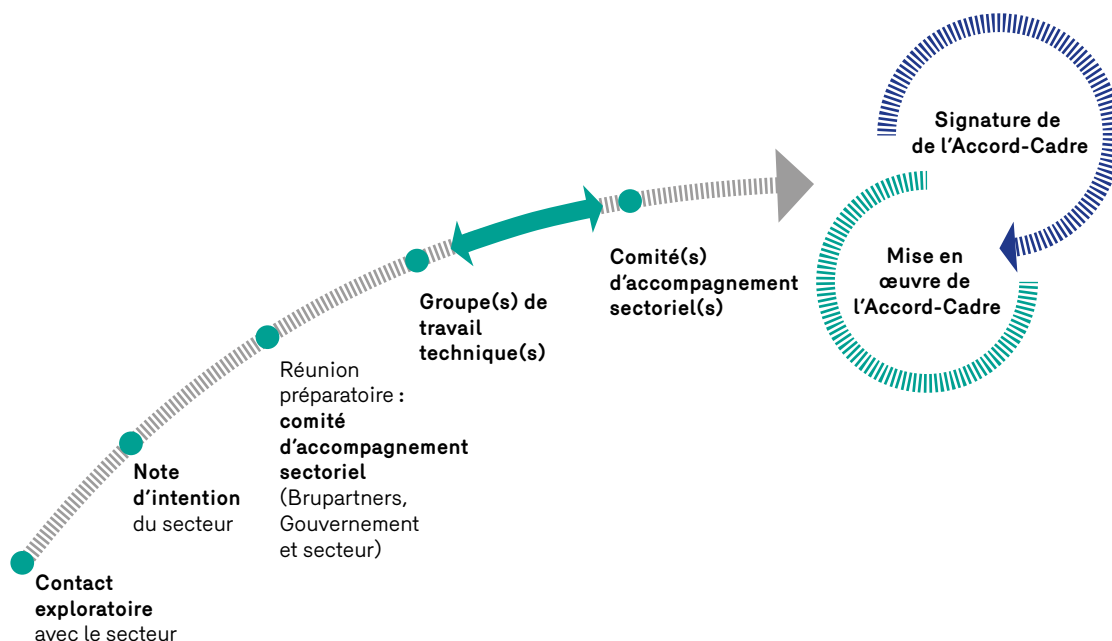 Contact
exploratoire
avec le secteur
Note
d’intention
du secteur
Réunion
préparatoire :
comité
d’accompagnement
sectoriel
(Brupartners,
Gouvernement
et secteur)
Groupe(s) de
travail
technique(s)
Comité(s)
d’accompagnement
sectoriel(s)
Signature de
de l’Accord-Cadre
Mise en
œuvre de
l’Accord-Cadre